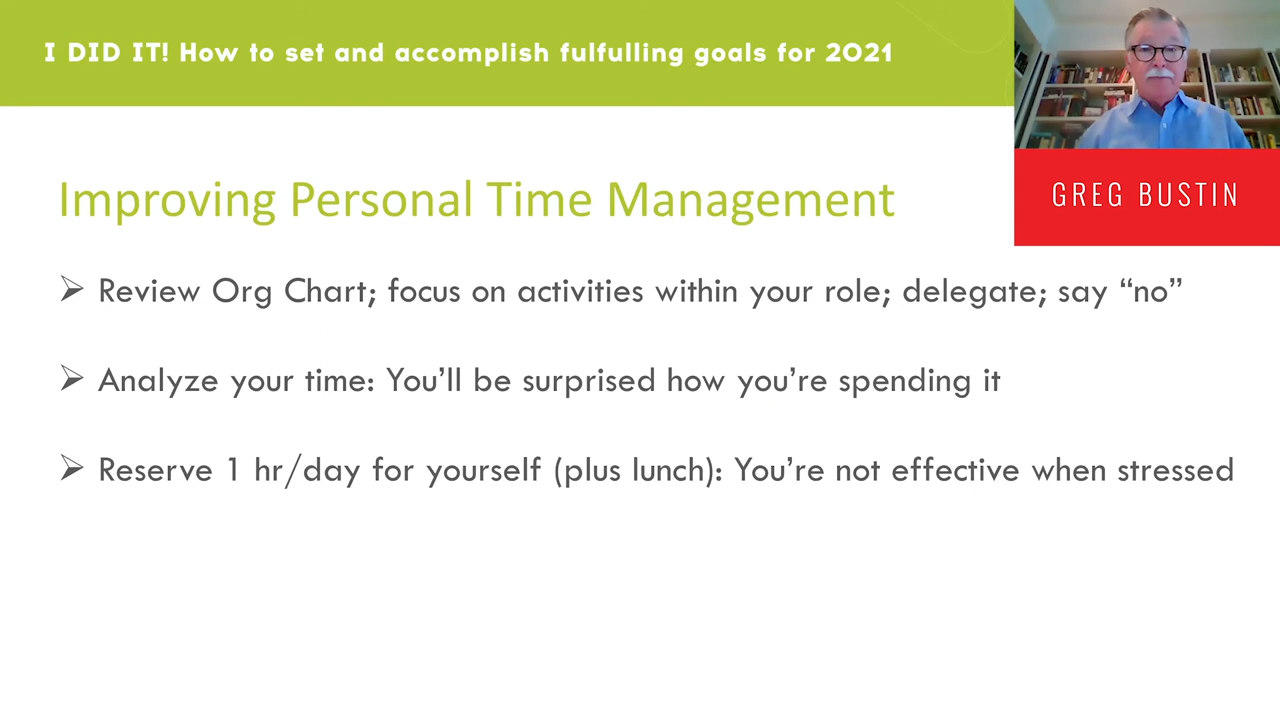 I DID IT! How to set and accomplish fulfulling goals for 2021
GREG BUSTIN
Improving Personal Time Management
➢ Review Org Chart; focus on activities within your role; delegate; say “no”
➢ Analyze your time: You’ll be surprised how you’re spending it
➢ Reserve 1 hr/day for yourself (plus lunch): You’re not effective when stressed